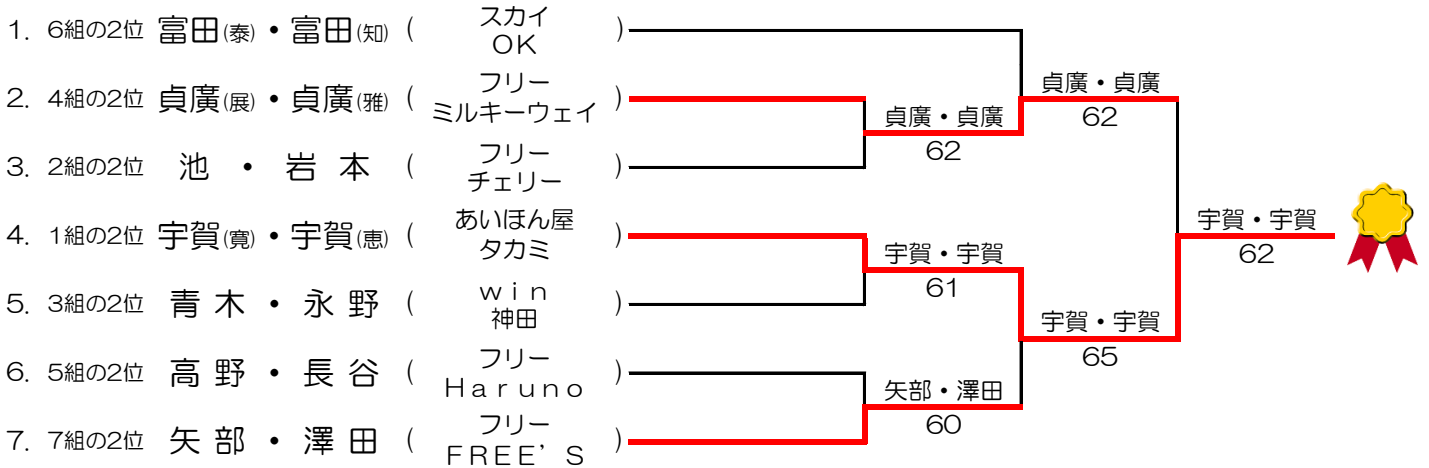 1. 6組の2位 富田(泰)・富田(知) ( スカイ OK )
2. 4組の2位 貞廣(展)・貞廣(雅) ( フリー ミルキーウェイ )
3. 2組の2位 池・岩本 ( フリー チェリー )
4. 1組の2位 宇賀(寛)・宇賀(恵) ( あいほん屋 タカミ )
5. 3組の2位 青木・永野 ( win 神田 )
6. 5組の2位 高野・長谷 ( フリー Haruno )
7. 7組の2位 矢部・澤田 ( フリー FREE'S )
貞廣・貞廣
62
宇賀・宇賀
61
矢部・澤田
60
貞廣・貞廣
62
宇賀・宇賀
65
宇賀・宇賀
62